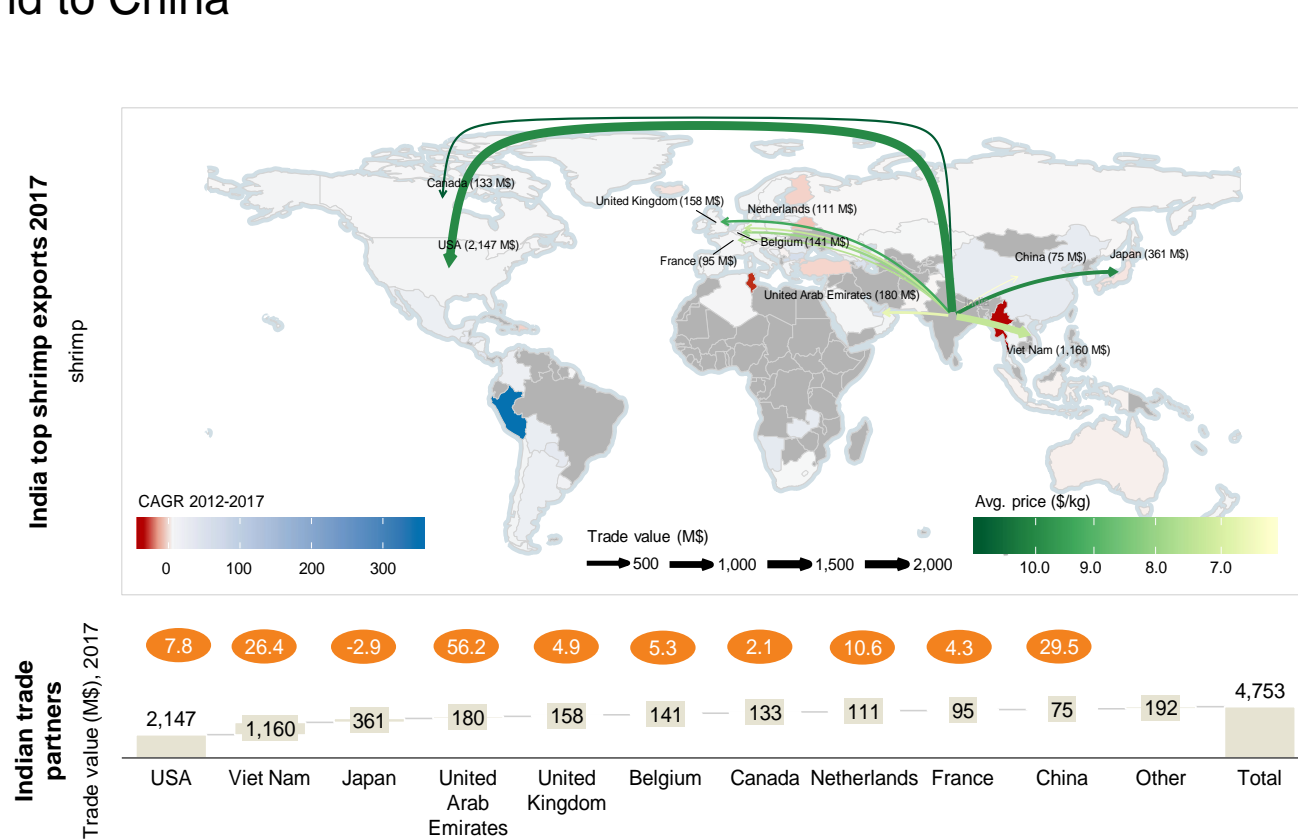 nd to China
India top shrimp exports 2017
shrimp
Canada (133 M$)
United Kingdom (158 M$)
Netherlands (111 M$)
USA (2,147 M$)
Belgium (141 M$)
France (95 M$)
China (75 M$)
Japan (361 M$)
United Arab Emirates (180 M$)
Viet Nam (1,160 M$)
CAGR 2012-2017
0 100 200 300
Trade value (M$)
500 1,000 1,500 2,000
Avg. price ($/kg)
10.0 9.0 8.0 7.0
Indian trade
partners
Trade value (M$), 2017
7.8 26.4 -2.9 56.2 4.9 5.3 2.1 10.6 4.3 29.5
2,147 1,160 361 180 158 141 133 111 95 75 192 4,753
USA Viet Nam Japan United United Belgium Canada Netherlands France China Other Total
Arab Kingdom
Emirates